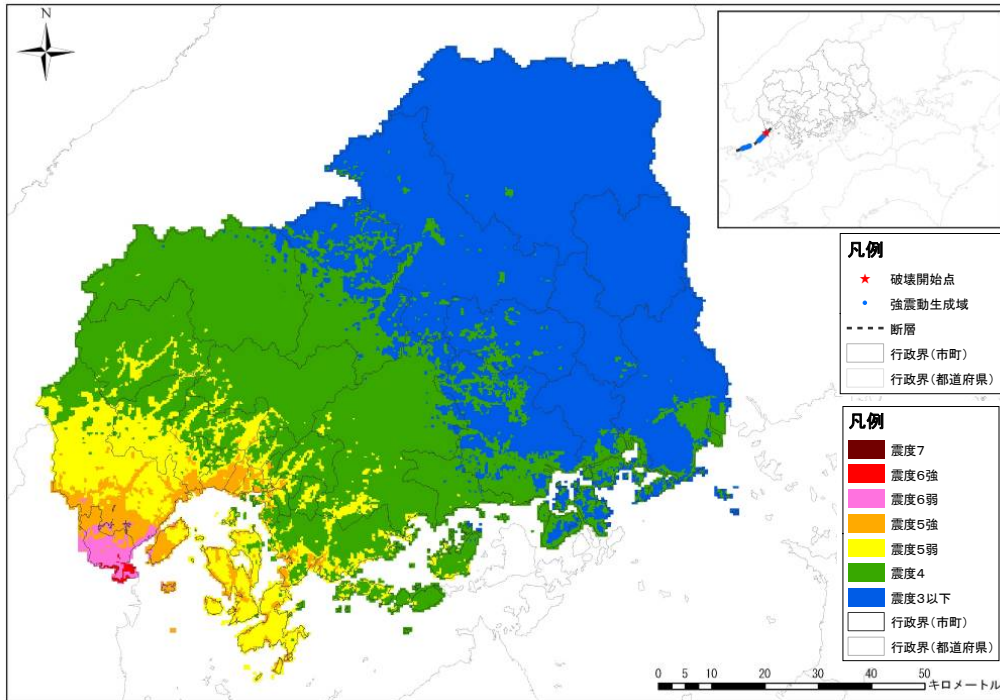 N
凡例
破壊開始点
強震動生成域
断層
行政界(市町)
行政界(都道府県)
凡例
震度7
震度6強
震度6弱
震度5強
震度5弱
震度4
震度3以下
行政界(市町)
行政界(都道府県)
0 5 10 20 30 40 50
キロメートル